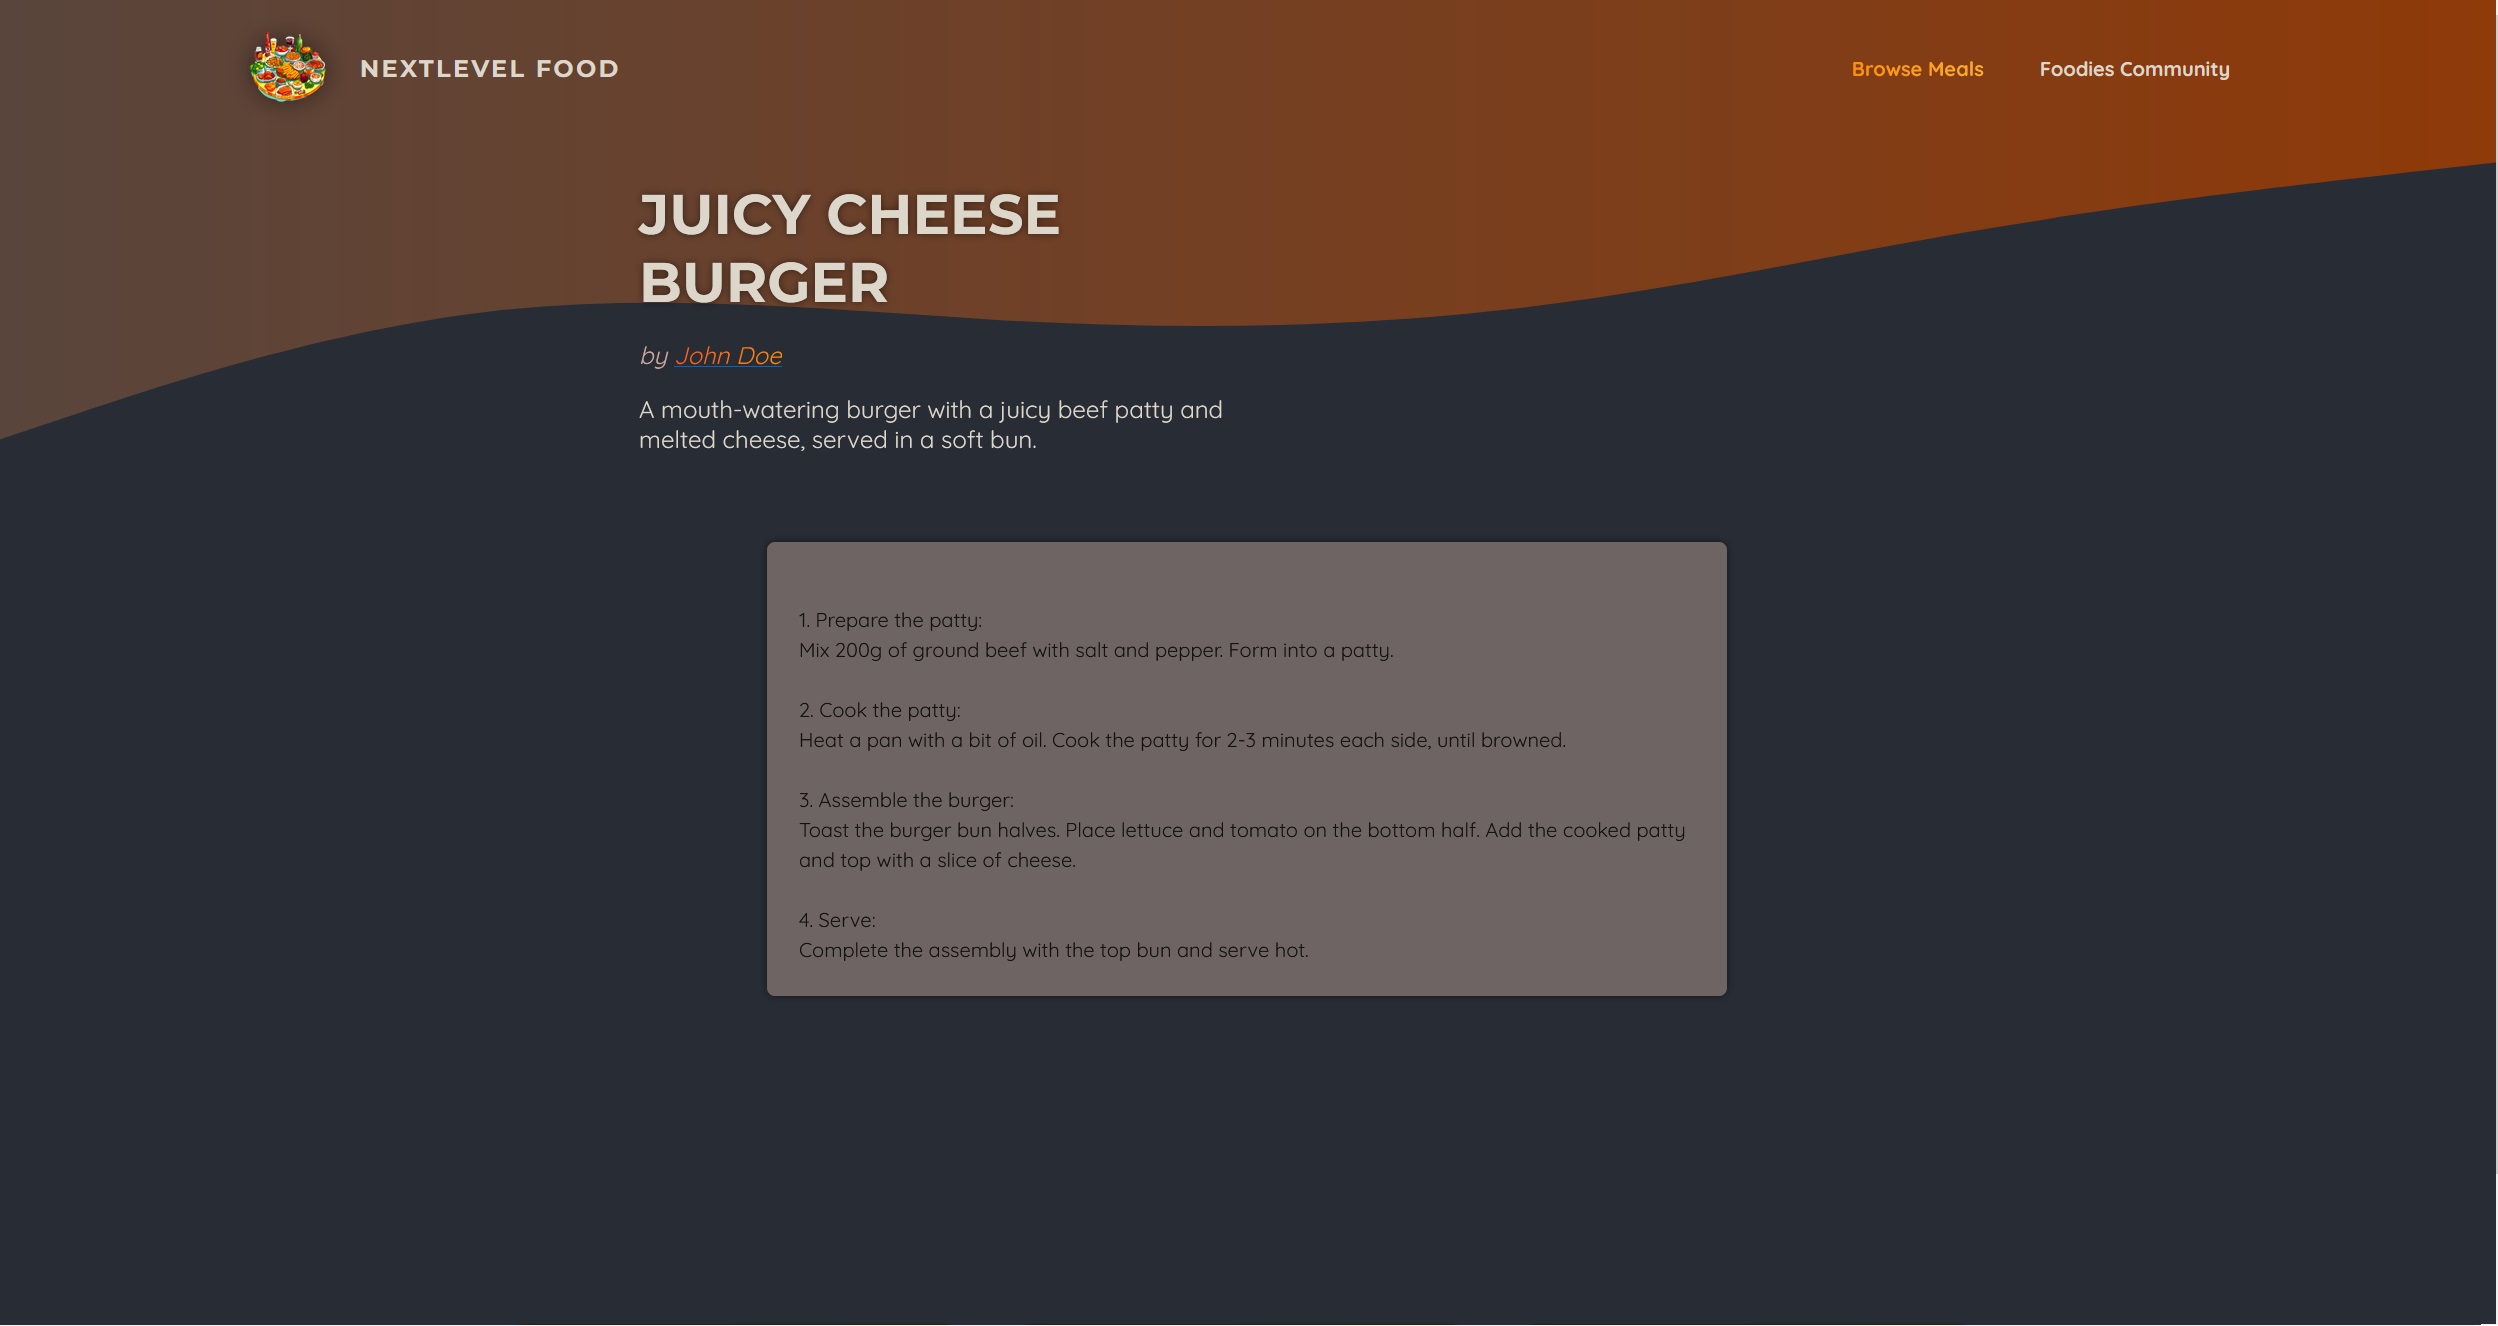 NEXTLEVEL FOOD
Browse Meals
Foodies Community
JUICY CHEESE
BURGER
by John Doe
A mouth-watering burger with a juicy beef patty and
melted cheese, served in a soft bun.
1. Prepare the patty:
Mix 200g of ground beef with salt and pepper. Form into a patty.
2. Cook the patty:
Heat a pan with a bit of oil. Cook the patty for 2-3 minutes each side, until browned.
3. Assemble the burger:
Toast the burger bun halves. Place lettuce and tomato on the bottom half. Add the cooked patty
and top with a slice of cheese.
4. Serve:
Complete the assembly with the top bun and serve hot.